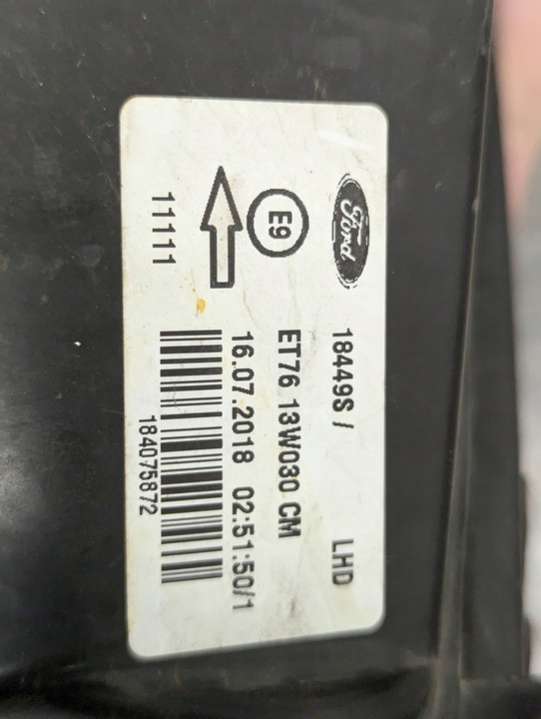 Ford
18449S / LHD
E9
ET76 13W030 CM
16.07.2018 02:51:50/1
11111
184075872